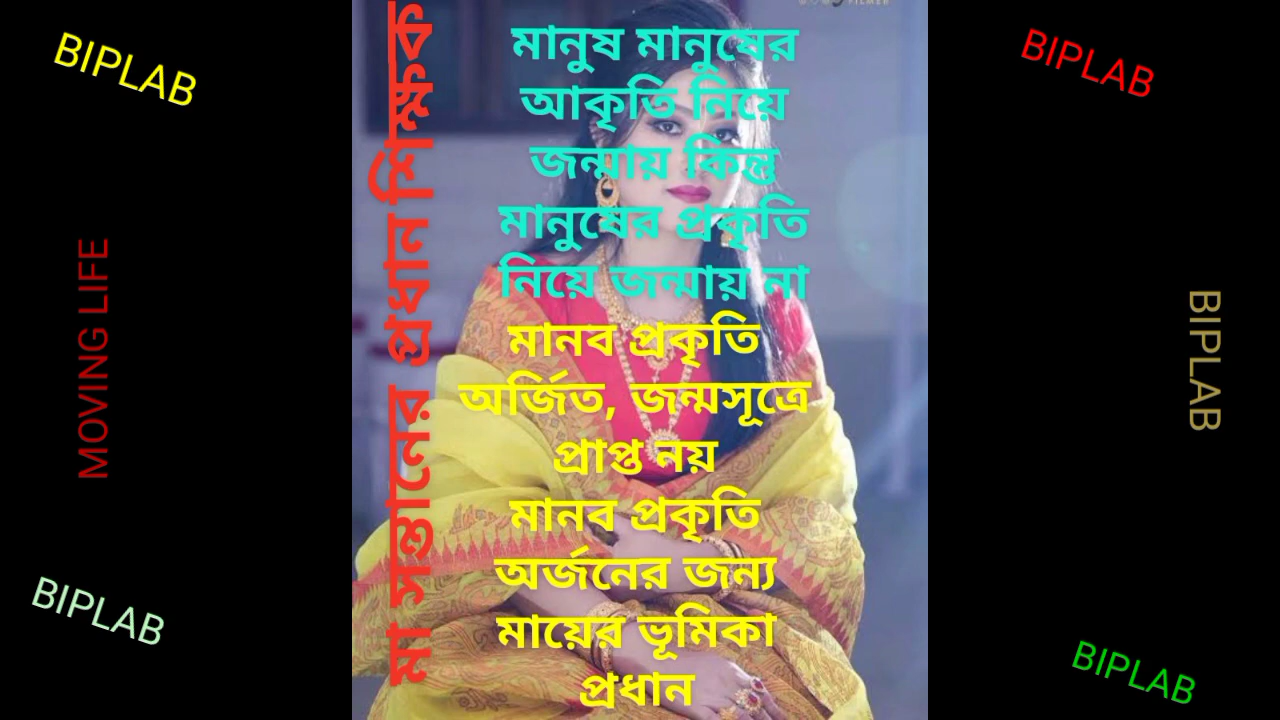 BIPLAB
BIPLAB
MOVING LIFE
BIPLAB
BIPLAB
BIPLAB
মা সন্তানের প্রধান শিক্ষক
মানুষ মানুষের
আকৃতি নিয়ে
জন্মায় কিন্তু
মানুষের প্রকৃতি
নিয়ে জন্মায় না
মানব প্রকৃতি
অর্জিত, জন্মসূত্রে
প্রাপ্ত নয়
মানব প্রকৃতি
অর্জনের জন্য
মায়ের ভূমিকা
প্রধান